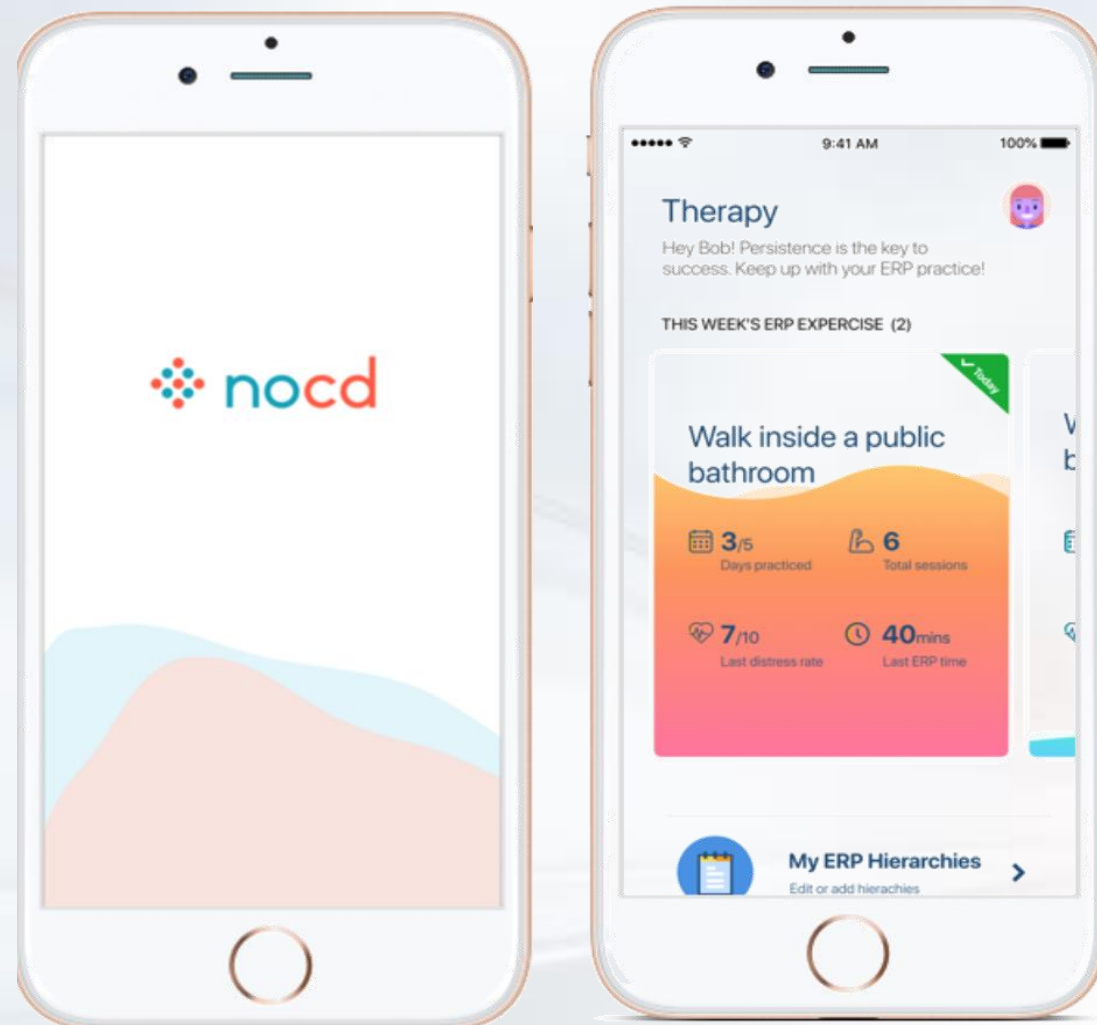 nocd
9:41 AM 100%
Therapy
Hey Bob! Persistence is the key to
success. Keep up with your ERP practice!
THIS WEEK'S ERP EXPERCISE (2)
Today
Walk inside a public
bathroom
3/5 6
Days practiced Total sessions
7/10 40mins
Last distress rate Last ERP time
My ERP Hierarchies
Edit or add hierachies